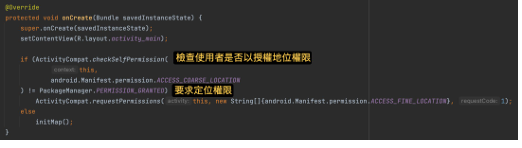 @Override
protected void onCreate(Bundle savedInstanceState) {
super.onCreate(savedInstanceState);
setContentView(R.layout.activity_main);
if (ActivityCompat.checkSelfPermission( 檢查使用者是否以授權地位權限
context: this,
android.Manifest.permission.ACCESS_COARSE_LOCATION
) != PackageManager.PERMISSION_GRANTED) 要求定位權限
ActivityCompat.requestPermissions( activity: this, new String[]{android.Manifest.permission.ACCESS_FINE_LOCATION}, requestCode: 1);
else
initMap();
}